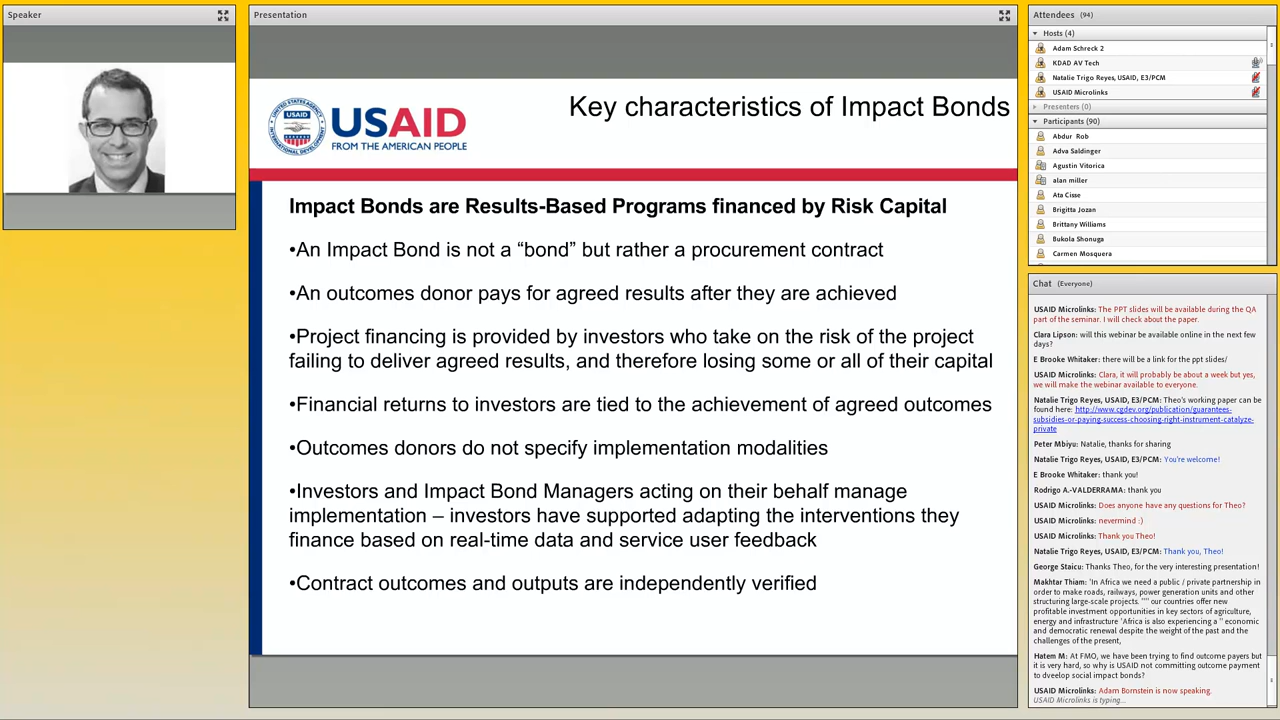 Speaker
Presentation
USAID
FROM THE AMERICAN PEOPLE
UNITED STATES AGENCY
INTERNATIONAL DEVELOPMENT
USAID
Key characteristics of Impact Bonds
Impact Bonds are Results-Based Programs financed by Risk Capital
•An Impact Bond is not a “bond” but rather a procurement contract
•An outcomes donor pays for agreed results after they are achieved
•Project financing is provided by investors who take on the risk of the project
failing to deliver agreed results, and therefore losing some or all of their capital
•Financial returns to investors are tied to the achievement of agreed outcomes
•Outcomes donors do not specify implementation modalities
•Investors and Impact Bond Managers acting on their behalf manage
implementation – investors have supported adapting the interventions they
finance based on real-time data and service user feedback
•Contract outcomes and outputs are independently verified
Attendees (94)
Hosts (4)
Adam Schreck 2
KDAD AV Tech
Natalie Trigo Reyes, USAID, E3/PCM
USAID Microlinks
Presenters (0)
Participants (90)
Abdur Rob
Adva Saldinger
Agustin Vitorica
alan miller
Ata Cisse
Brigitta Jozan
Brittany Williams
Bukola Shonuga
Carmen Mosquera
Chat (Everyone)
USAID Microlinks: The PPT slides will be available during the QA
part of the seminar. I will check about the paper.
Clara Lipson: will this webinar be available online in the next few
days?
E Brooke Whitaker: there will be a link for the ppt slides/
USAID Microlinks: Clara, it will probably be about a week but yes,
we will make the webinar available to everyone.
Natalie Trigo Reyes, USAID, E3/PCM: Theo's working paper can be
found here: http://www.cgdev.org/publication/guarantees-
subsidies-or-paying-success-choosing-right-instrument-catalyze-
private
Peter Mbiyu: Natalie, thanks for sharing
Natalie Trigo Reyes, USAID, E3/PCM: You're welcome!
E Brooke Whitaker: thank you!
Rodrigo A.-VALDERRAMA: thank you
USAID Microlinks: Does anyone have any questions for Theo?
USAID Microlinks: nevermind :)
USAID Microlinks: Thank you Theo!
Natalie Trigo Reyes, USAID, E3/PCM: Thank you, Theo!
George Staicu: Thanks Theo, for the very interesting presentation!
Makhtar Thiam: 'In Africa we need a public / private partnership in
order to make roads, railways, power generation units and other
structuring large-scale projects. "" our countries offer new
profitable investment opportunities in key sectors of agriculture,
energy and infrastructure 'Africa is also experiencing a " economic
and democratic renewal despite the weight of the past and the
challenges of the present,
Hatem M: At FMO, we have been trying to find outcome payers but
it is very hard, so why is USAID not committing outcome payment
to dveelop social impact bonds?
USAID Microlinks: Adam Bornstein is now speaking.
USAID Microlinks is typing...